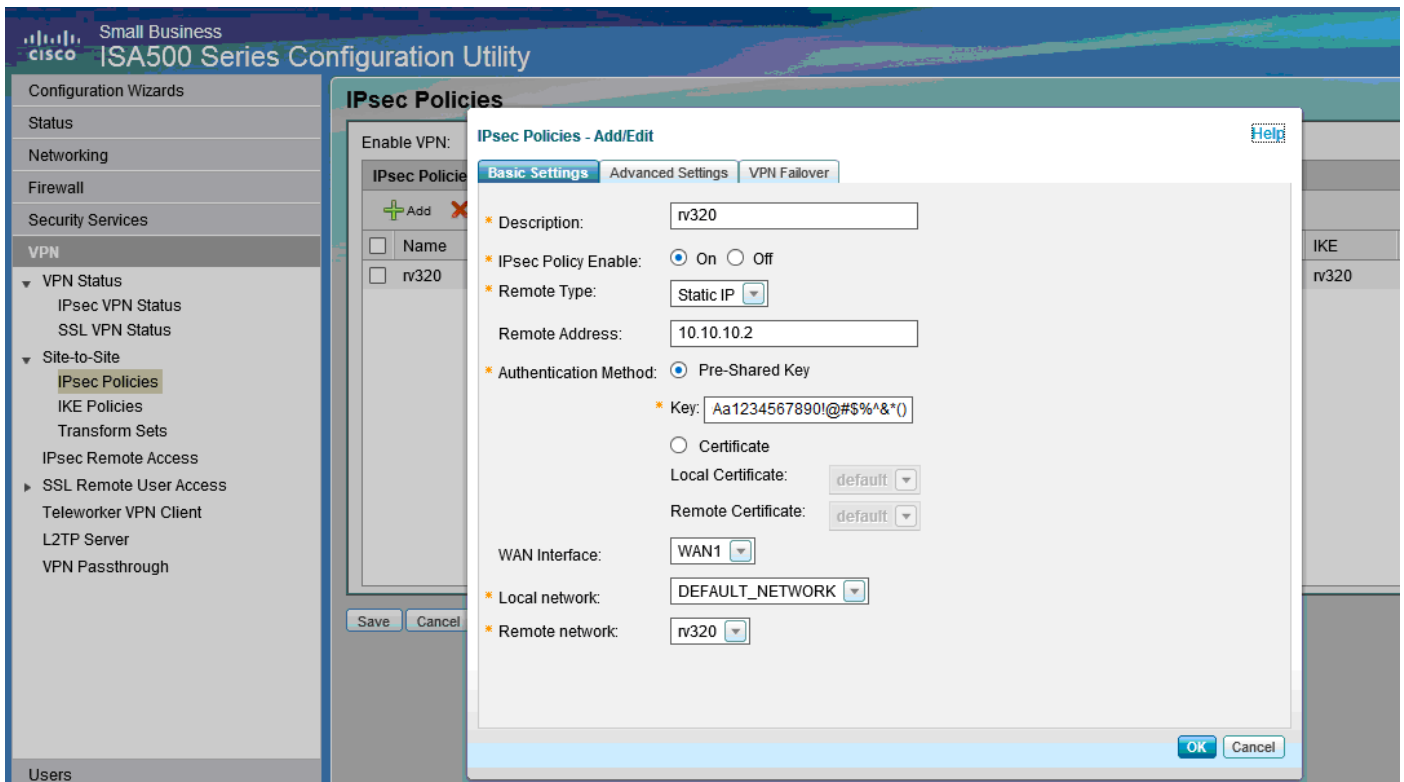 Small Business
cisco ISA500 Series Configuration Utility
Configuration Wizards
Status
Networking
Firewall
Security Services
VPN
VPN Status
IPsec VPN Status
SSL VPN Status
Site-to-Site
IPsec Policies
IKE Policies
Transform Sets
IPsec Remote Access
SSL Remote User Access
Teleworker VPN Client
L2TP Server
VPN Passthrough
Users
IPsec Policies
Enable VPN:
IPsec Policie
Add
Name
IKE
rv320
rv320
Save Cancel
IPsec Policies - Add/Edit
Help
Basic Settings Advanced Settings VPN Failover
* Description: rv320
* IPsec Policy Enable: On Off
* Remote Type: Static IP
Remote Address: 10.10.10.2
* Authentication Method: Pre-Shared Key
* Key: Aa1234567890!@#$%^&*()
Certificate
Local Certificate: default
Remote Certificate: default
WAN Interface: WAN1
* Local network: DEFAULT_NETWORK
* Remote network: rv320
OK Cancel